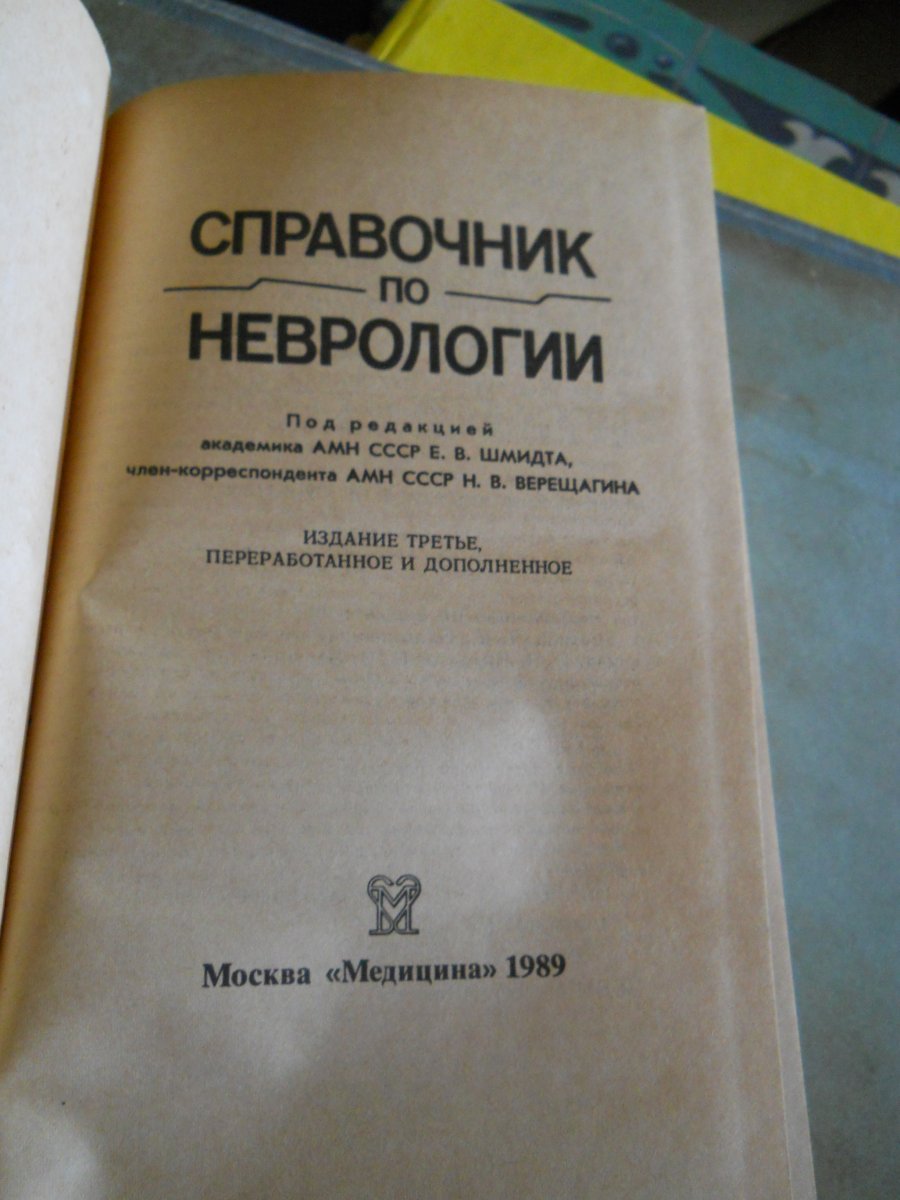 СПРАВОЧНИК
ПО
НЕВРОЛОГИИ
Под редакцией
академика АМН СССР Е. В. ШМИДТА,
член-корреспондента АМН СССР Н. В. ВЕРЕЩАГИНА
ИЗДАНИЕ ТРЕТЬЕ,
ПЕРЕРАБОТАННОЕ И ДОПОЛНЕННОЕ
Москва «Медицина» 1989